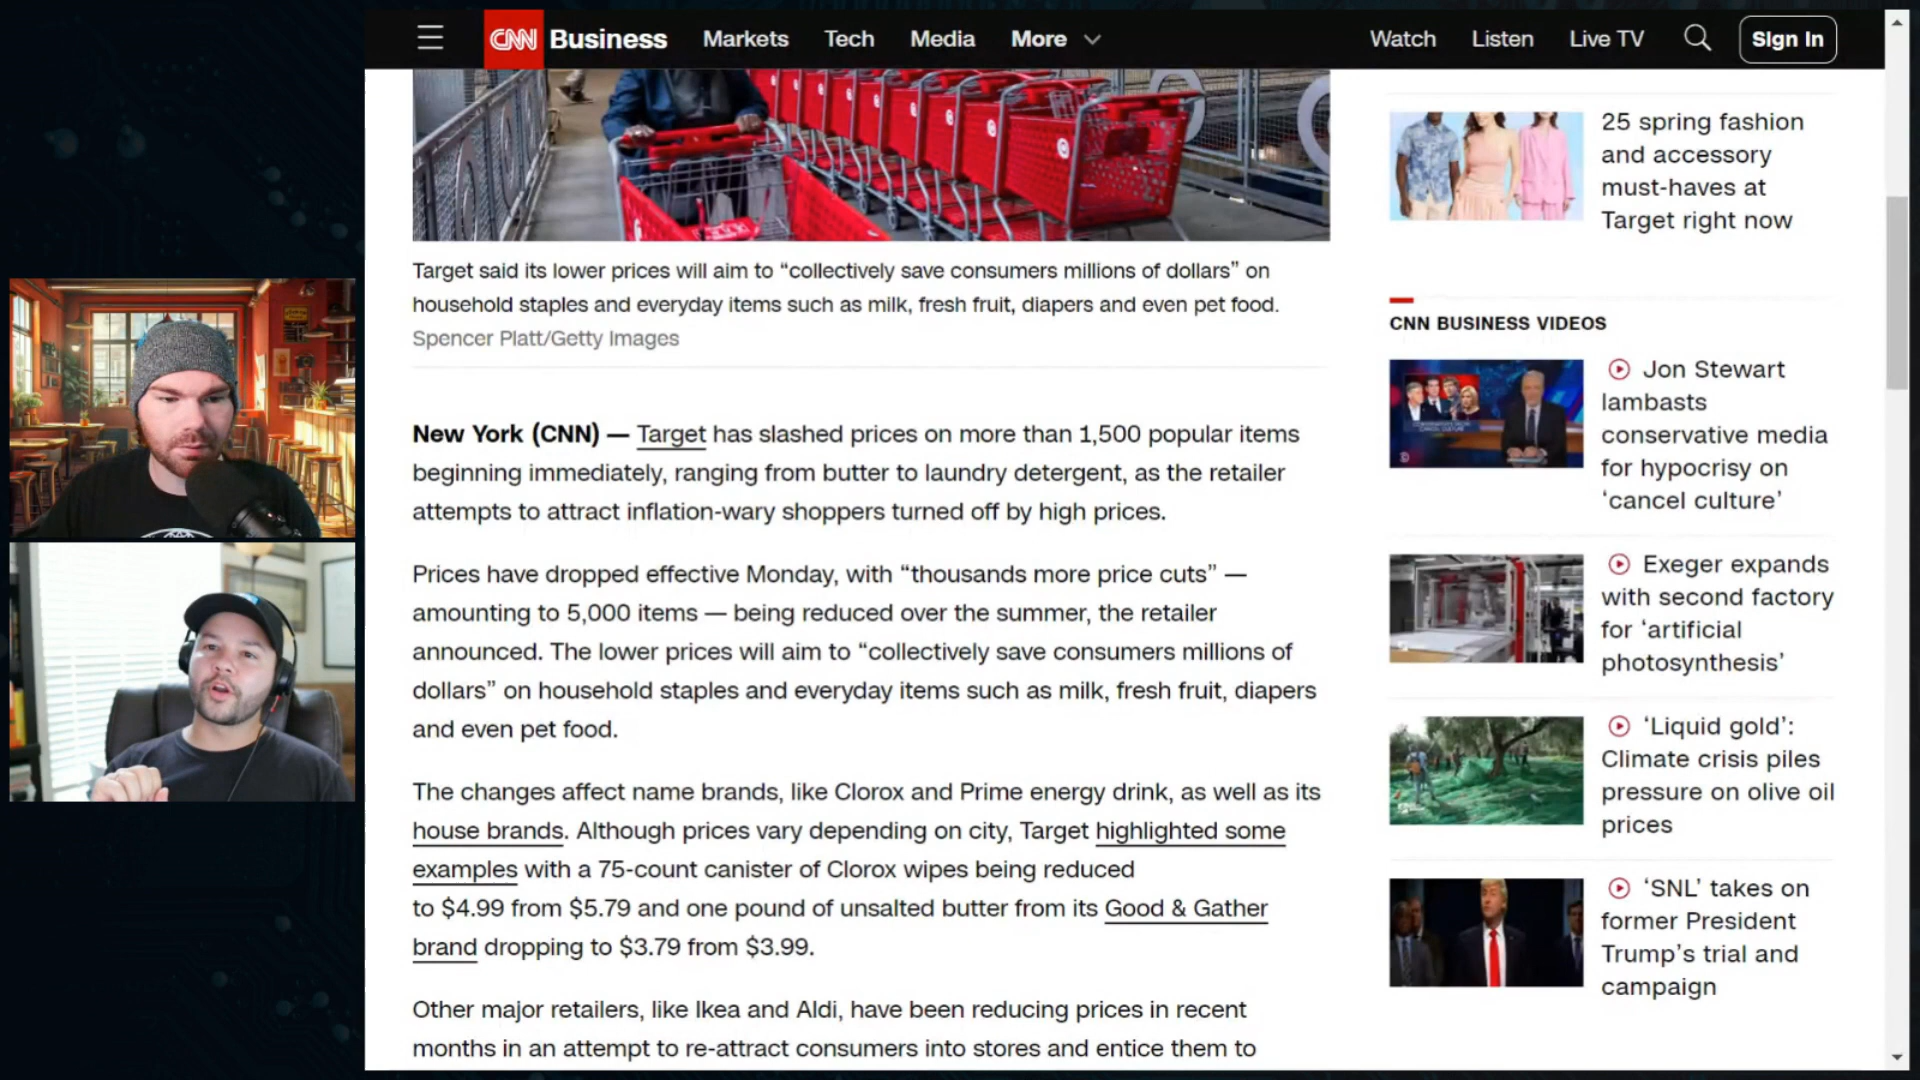 CNN Business Markets Tech Media More Watch Listen Live TV Sign In
Target said its lower prices will aim to “collectively save consumers millions of dollars” on
household staples and everyday items such as milk, fresh fruit, diapers and even pet food.
Spencer Platt/Getty Images
New York (CNN) — Target has slashed prices on more than 1,500 popular items
beginning immediately, ranging from butter to laundry detergent, as the retailer
attempts to attract inflation-wary shoppers turned off by high prices.
Prices have dropped effective Monday, with “thousands more price cuts” —
amounting to 5,000 items — being reduced over the summer, the retailer
announced. The lower prices will aim to “collectively save consumers millions of
dollars” on household staples and everyday items such as milk, fresh fruit, diapers
and even pet food.
The changes affect name brands, like Clorox and Prime energy drink, as well as its
house brands. Although prices vary depending on city, Target highlighted some
examples with a 75-count canister of Clorox wipes being reduced
to $4.99 from $5.79 and one pound of unsalted butter from its Good & Gather
brand dropping to $3.79 from $3.99.
Other major retailers, like Ikea and Aldi, have been reducing prices in recent
months in an attempt to re-attract consumers into stores and entice them to
25 spring fashion
and accessory
must-haves at
Target right now
CNN BUSINESS VIDEOS
Jon Stewart
lambasts
conservative media
for hypocrisy on
‘cancel culture’
Exeger expands
with second factory
for ‘artificial
photosynthesis’
‘Liquid gold’:
Climate crisis piles
pressure on olive oil
prices
‘SNL’ takes on
former President
Trump’s trial and
campaign